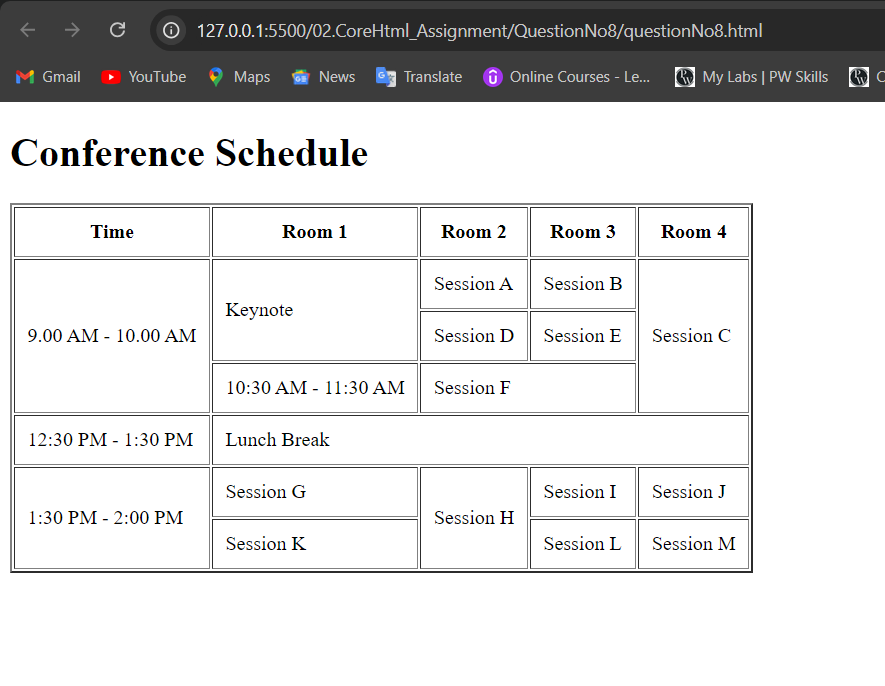 127.0.0.1:5500/02.CoreHtml_Assignment/QuestionNo8/questionNo8.html
Gmail YouTube Maps News Translate Online Courses - Le... My Labs | PW Skills
Conference Schedule
Time Room 1 Room 2 Room 3 Room 4
9.00 AM - 10.00 AM Keynote Session A Session B Session C
Session D Session E
10:30 AM - 11:30 AM Session F
12:30 PM - 1:30 PM Lunch Break
1:30 PM - 2:00 PM Session G Session H Session I Session J
Session K Session L Session M